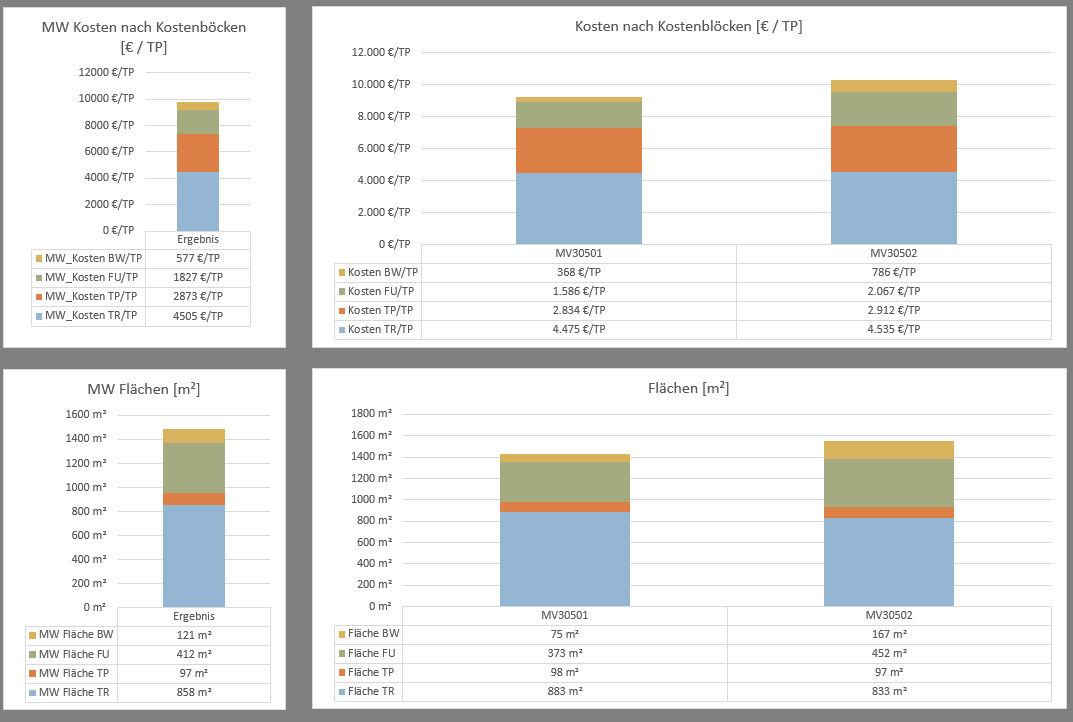 MW Kosten nach Kostenböcken
[€ / TP]
12000 €/TP
10000 €/TP
8000 €/TP
6000 €/TP
4000 €/TP
2000 €/TP
0 €/TP
Ergebnis
MW_Kosten BW/TP 577 €/TP
MW_Kosten FU/TP 1827 €/TP
MW_Kosten TP/TP 2873 €/TP
MW_Kosten TR/TP 4505 €/TP
Kosten nach Kostenblöcken [€ / TP]
12.000 €/TP
10.000 €/TP
8.000 €/TP
6.000 €/TP
4.000 €/TP
2.000 €/TP
0 €/TP
MV30501 MV30502
Kosten BW/TP 368 €/TP 786 €/TP
Kosten FU/TP 1.586 €/TP 2.067 €/TP
Kosten TP/TP 2.834 €/TP 2.912 €/TP
Kosten TR/TP 4.475 €/TP 4.535 €/TP
MW Flächen [m²]
1600 m²
1400 m²
1200 m²
1000 m²
800 m²
600 m²
400 m²
200 m²
0 m²
Ergebnis
MW Fläche BW 121 m²
MW Fläche FU 412 m²
MW Fläche TP 97 m²
MW Fläche TR 858 m²
Flächen [m²]
1800 m²
1600 m²
1400 m²
1200 m²
1000 m²
800 m²
600 m²
400 m²
200 m²
0 m²
MV30501 MV30502
Fläche BW 75 m² 167 m²
Fläche FU 373 m² 452 m²
Fläche TP 98 m² 97 m²
Fläche TR 883 m² 833 m²